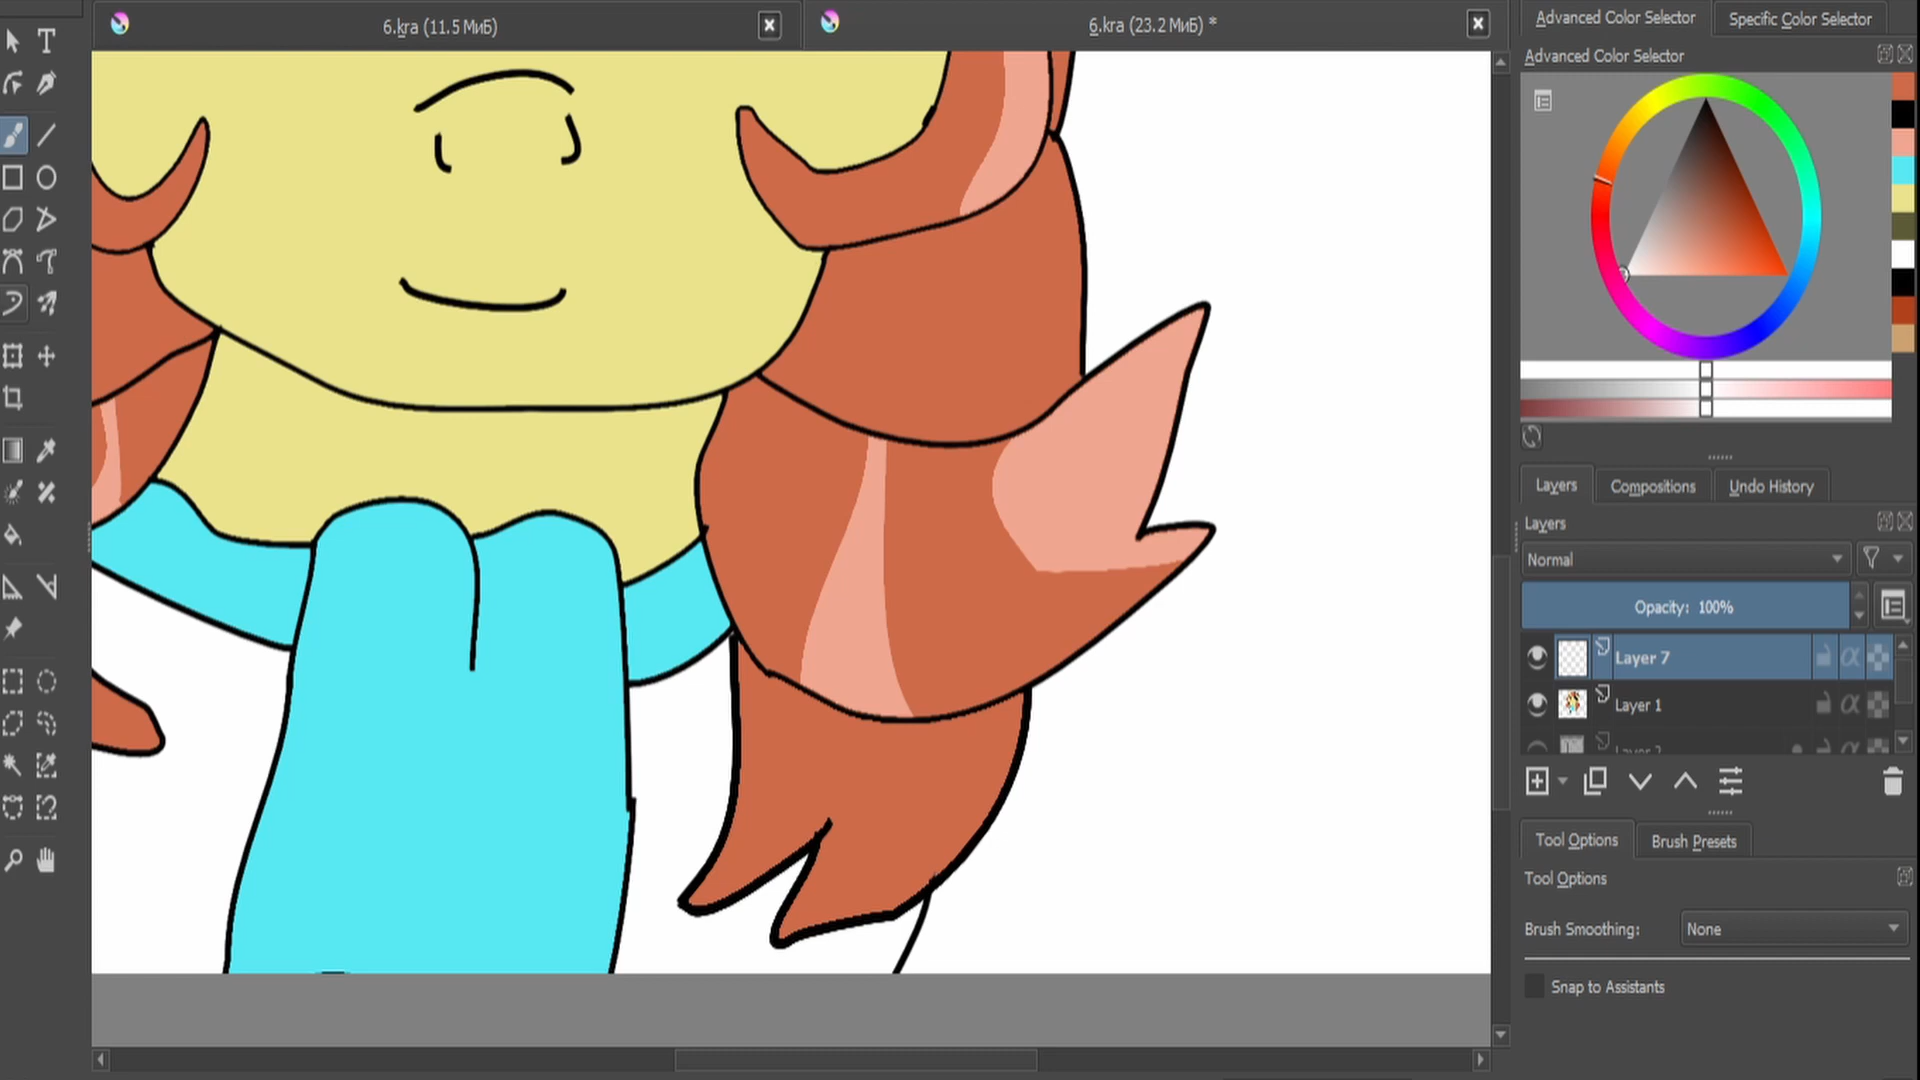 6.kra (11.5 МиБ)
6.kra (23.2 МиБ) *
Advanced Color Selector
Specific Color Selector
Advanced Color Selector
Layers
Compositions
Undo History
Layers
Normal
Opacity: 100%
Layer 7
Layer 1
Tool Options
Brush Presets
Tool Options
Brush Smoothing:
None
Snap to Assistants